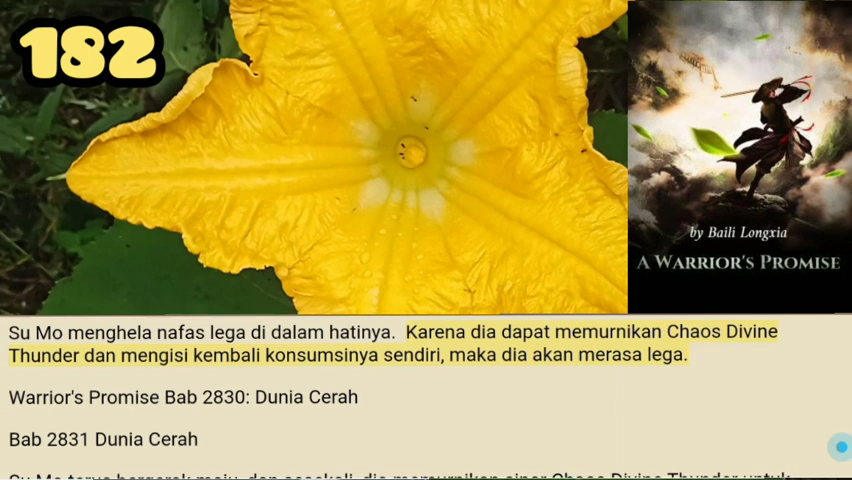 182
by Baili Longxia
A WARRIOR'S PROMISE
Su Mo menghela nafas lega di dalam hatinya.  Karena dia dapat memurnikan Chaos Divine
Thunder dan mengisi kembali konsumsinya sendiri, maka dia akan merasa lega.
Warrior's Promise Bab 2830: Dunia Cerah
Bab 2831 Dunia Cerah